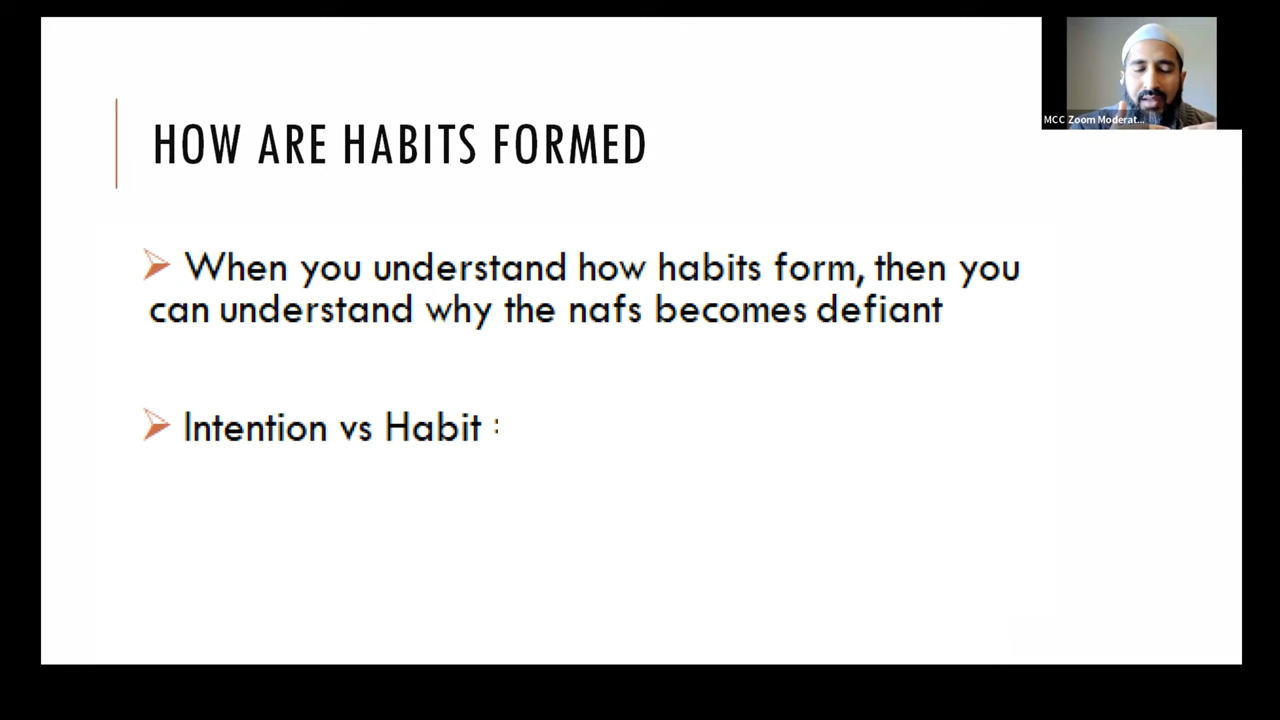 HOW ARE HABITS FORMED
MCC Zoom Moderat...
➢ When you understand how habits form, then you
can understand why the nafs becomes defiant
➢ Intention vs Habit :